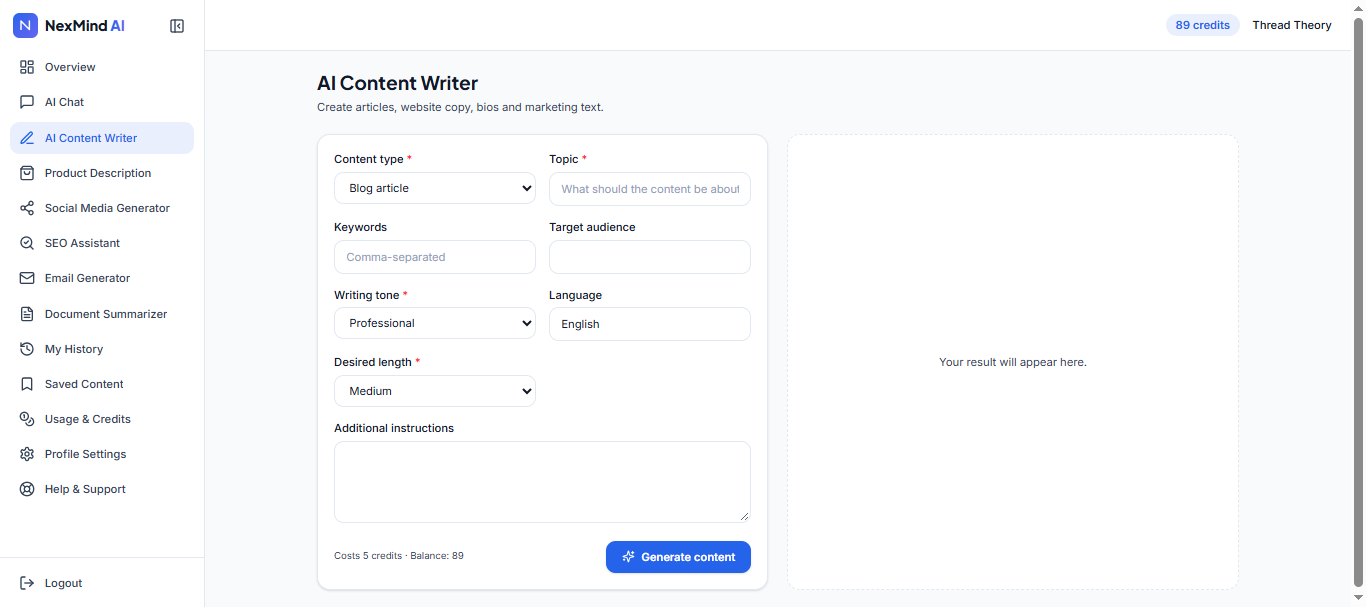 NexMind AI
89 credits
Thread Theory
Overview
AI Chat
AI Content Writer
Product Description
Social Media Generator
SEO Assistant
Email Generator
Document Summarizer
My History
Saved Content
Usage & Credits
Profile Settings
Help & Support
Logout
AI Content Writer
Create articles, website copy, bios and marketing text.
Content type *
Topic *
Blog article
What should the content be about
Keywords
Target audience
Comma-separated
Writing tone *
Language
Professional
English
Desired length *
Medium
Additional instructions
Costs 5 credits · Balance: 89
Generate content
Your result will appear here.